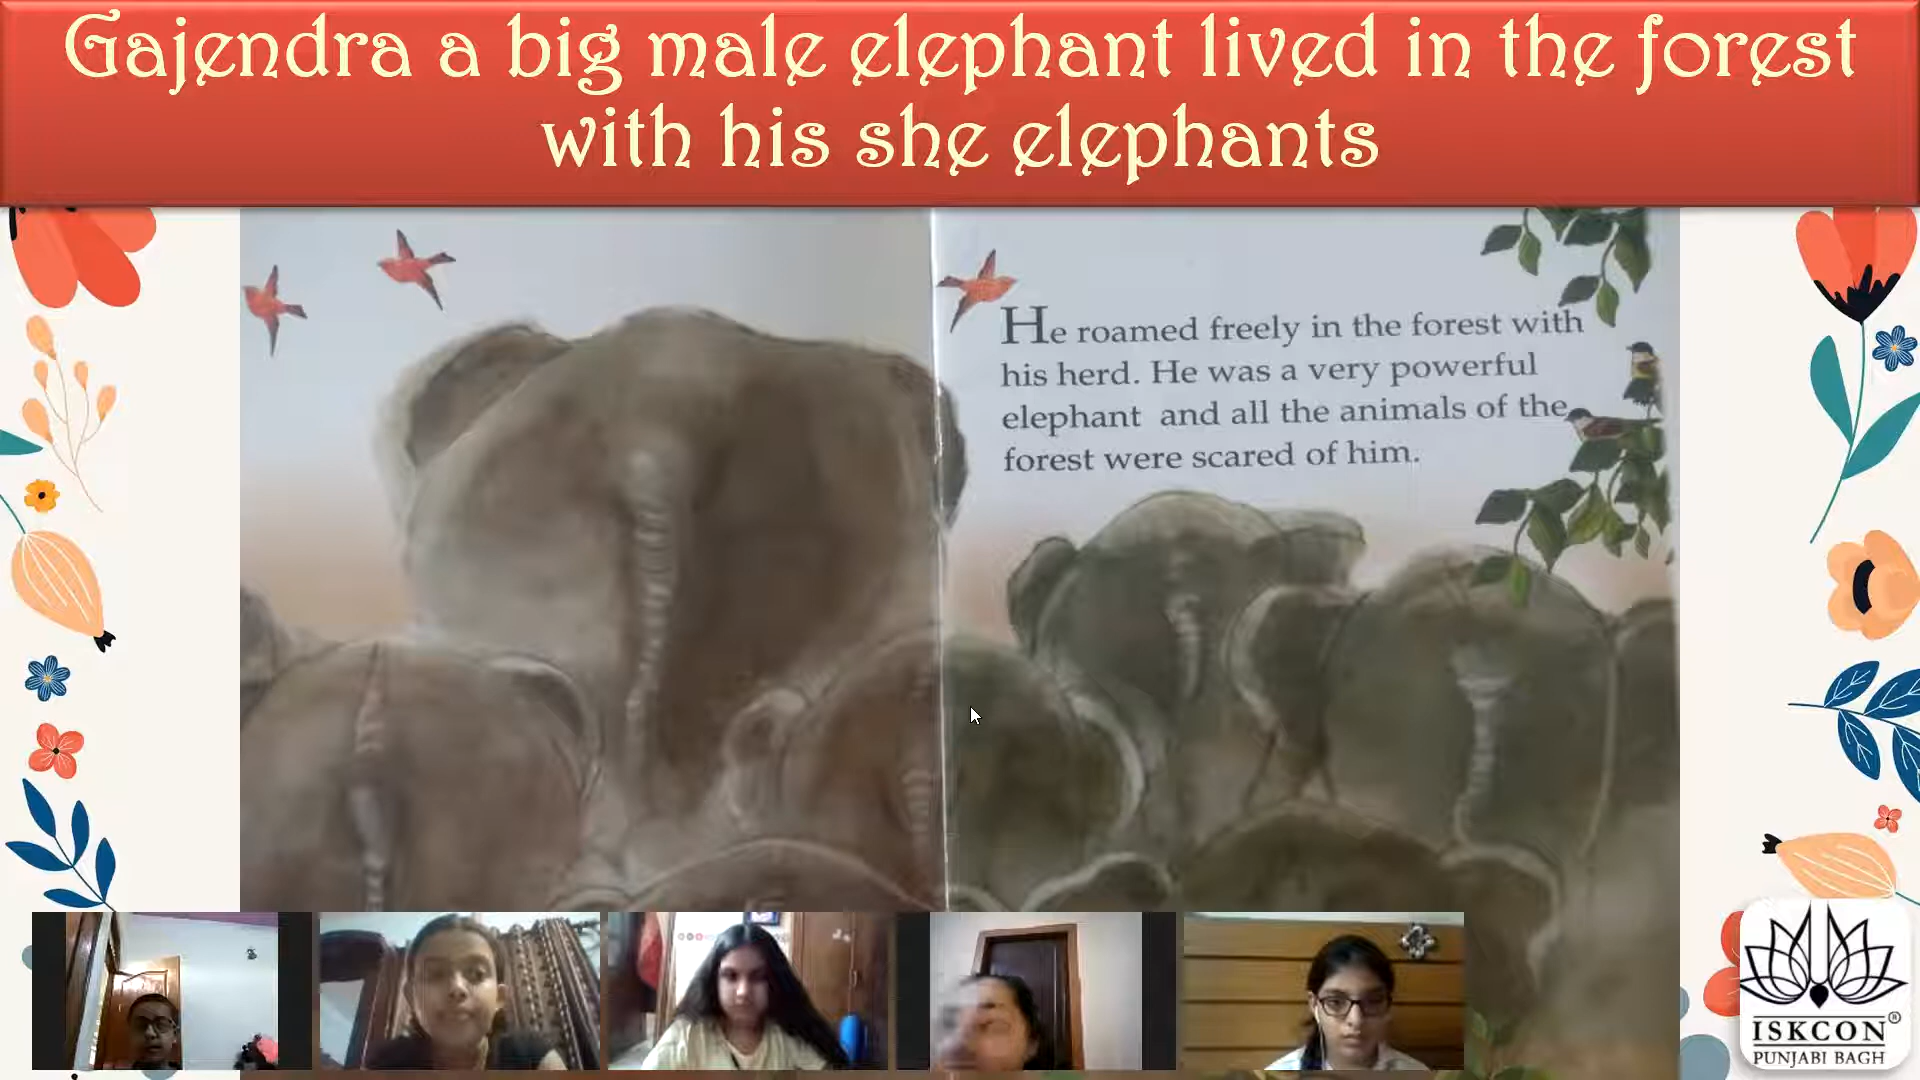 Gajendra a big male elephant lived in the forest
with his she elephants
He roamed freely in the forest with
his herd. He was a very powerful
elephant and all the animals of the
forest were scared of him.
ISKCON®
PUNJABI BAGH